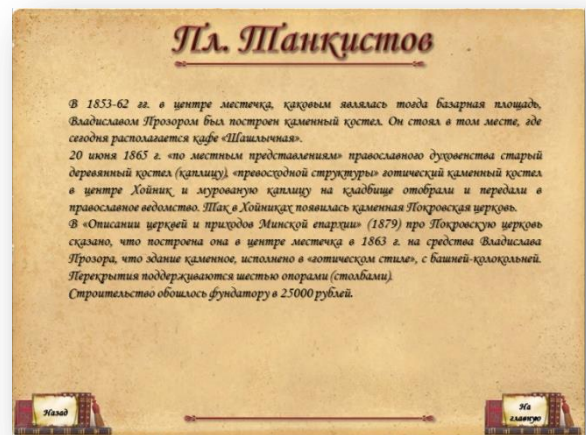 Пл. Танкистов
В 1853-62 гг. в центре местечка, каковым являлась тогда базарная площадь,
Владиславом Прозором был построен каменный костел. Он стоял в том месте, где
сегодня располагается кафе «Шашлычная».
20 июня 1865 г. «по местным представлениям» православного духовенства старый
деревянный костел (каплицу), «превосходной структуры» готический каменный костел
в центре Хойник и мурованую каплицу на кладбище отобрали и передали в
православное ведомство. Так в Хойниках появилась каменная Покровская церковь.
В «Описании церквей и приходов Минской епархии» (1879) про Покровскую церковь
сказано, что построена она в центре местечка в 1863 г. на средства Владислава
Прозора, что здание каменное, исполнено в «готическом стиле», с башней-колокольней.
Перекрытия поддерживаются шестью опорами (столбами).
Строительство обошлось фундатору в 25000 рублей.
Назад
На
главную